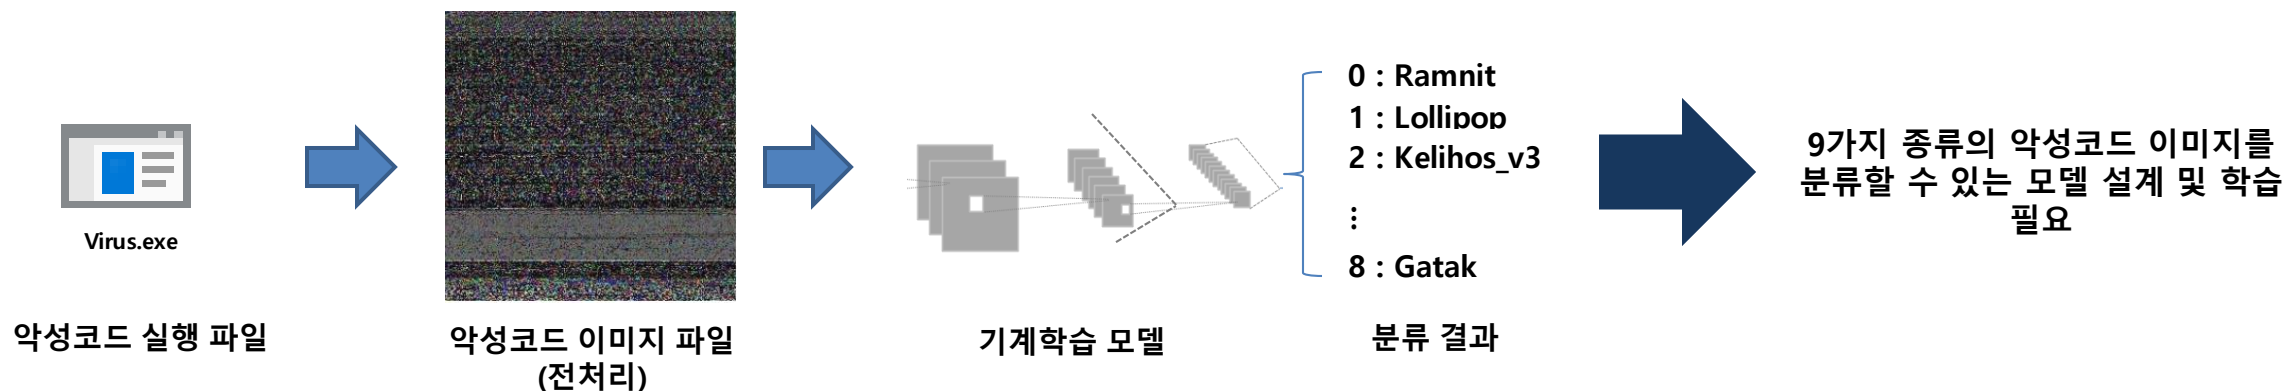 Virus.exe
악성코드 실행 파일
악성코드 이미지 파일
(전처리)
기계학습 모델
0 : Ramnit
1 : Lollipop
2 : Kelihos_v3
⋮
8 : Gatak
분류 결과
9가지 종류의 악성코드 이미지를
분류할 수 있는 모델 설계 및 학습
필요